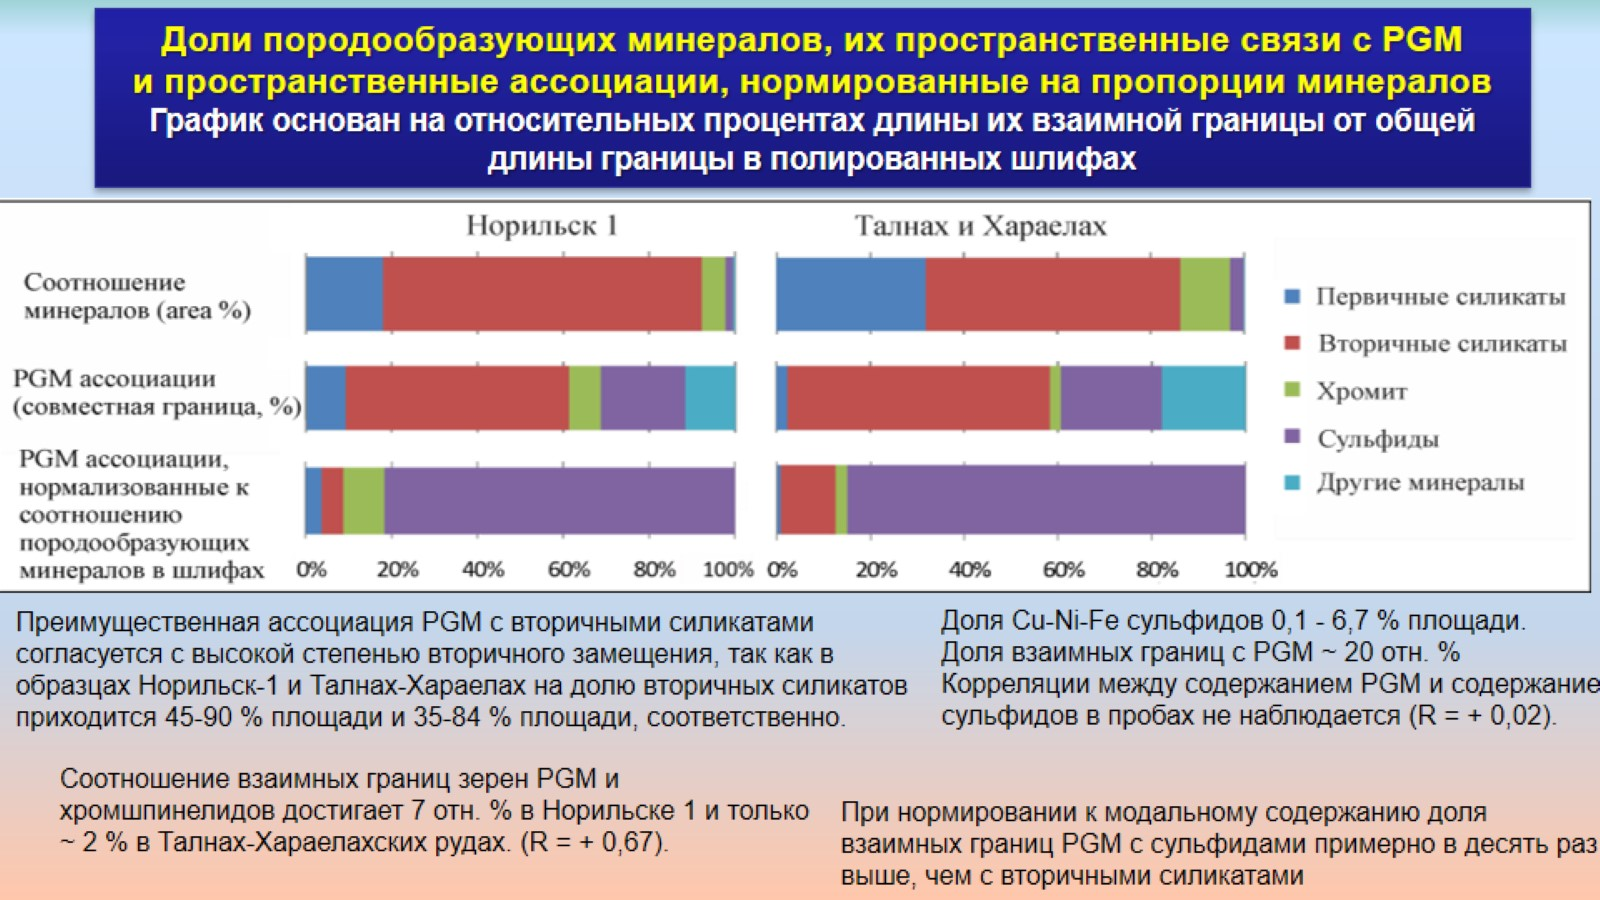 Доли породообразующих минералов, их пространственные связи с PGM
и пространственные ассоциации, нормированные на пропорции минералов
График основан на относительных процентах длины их взаимной границы от общей
длины границы в полированных шлифах
Норильск 1
Талнах и Хараелах
Соотношение
минералов (area %)
PGM ассоциации
(совместная граница, %)
PGM ассоциации,
нормализованные к
соотношению
породообразующих
минералов в шлифах
0% 20% 40% 60% 80% 100%
0% 20% 40% 60% 80% 100%
Первичные силикаты
Вторичные силикаты
Хромит
Сульфиды
Другие минералы
Преимущественная ассоциация PGM с вторичными силикатами
согласуется с высокой степенью вторичного замещения, так как в
образцах Норильск-1 и Талнах-Хараелах на долю вторичных силикатов
приходится 45-90 % площади и 35-84 % площади, соответственно.
Доля Cu-Ni-Fe сульфидов 0,1 - 6,7 % площади.
Доля взаимных границ с PGM ~ 20 отн. %
Корреляции между содержанием PGM и содержание
сульфидов в пробах не наблюдается (R = + 0,02).
Соотношение взаимных границ зерен PGM и
хромшпинелидов достигает 7 отн. % в Норильске 1 и только
~ 2 % в Талнах-Хараелахских рудах. (R = + 0,67).
При нормировании к модальному содержанию доля
взаимных границ PGM с сульфидами примерно в десять раз
выше, чем с вторичными силикатами